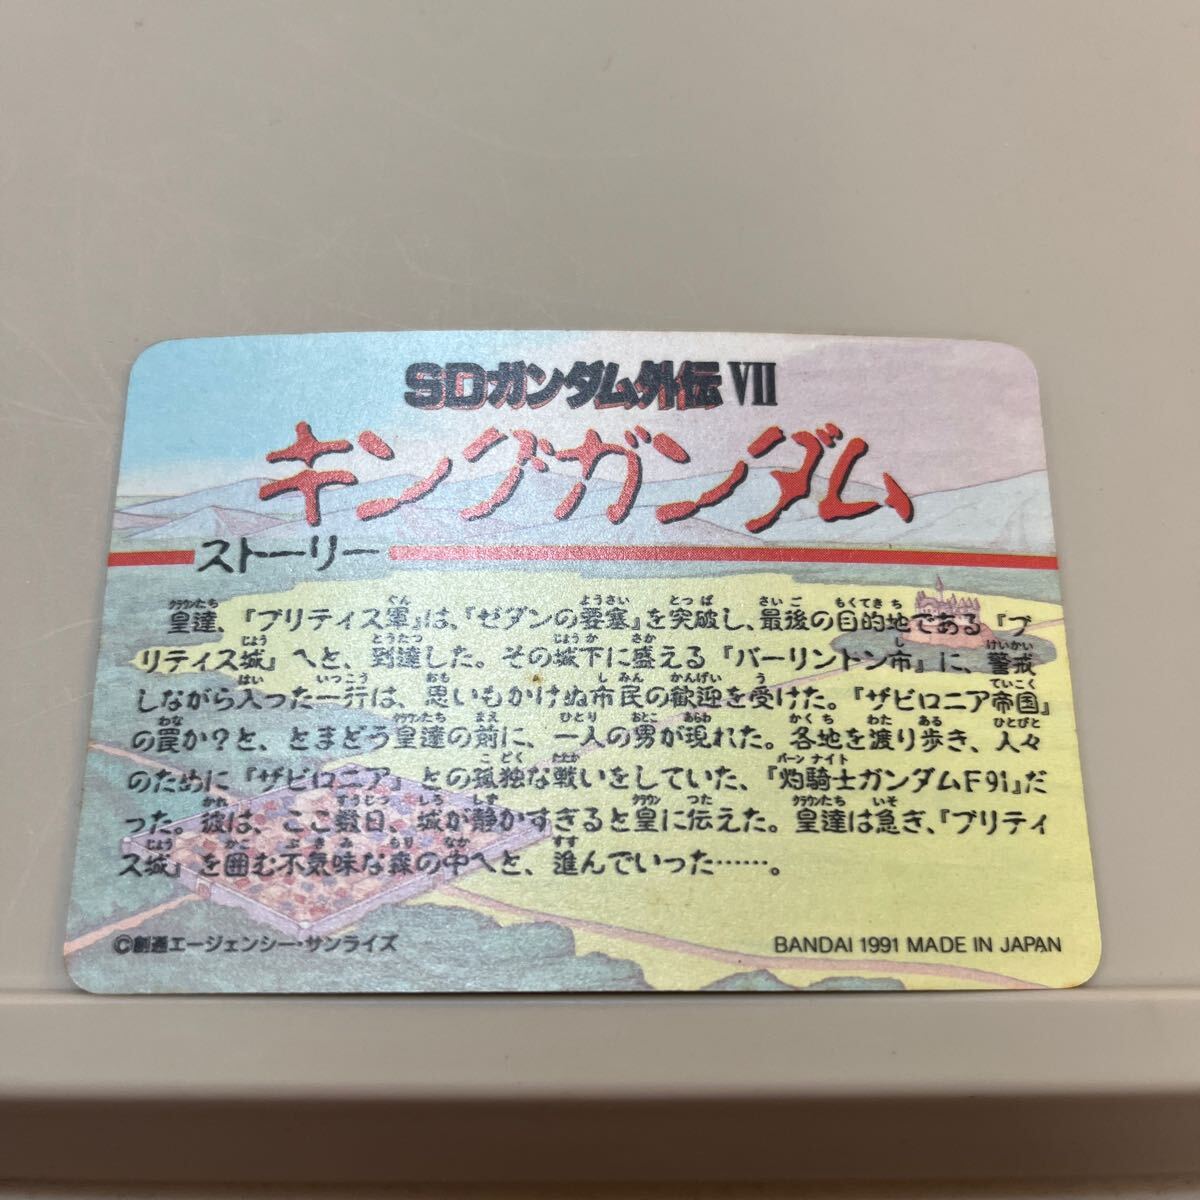 SDガンダム外伝 VII
キングガンダム
ストーリー
皇達、『ブリティス軍』は、『ゼダンの要塞』を突破し、最後の目的地である『ブ
リティス城』へと、到達した。その城下に盛える『バーリントン市』に、警戒
しながら入った一行は、思いもかけぬ市民の歓迎を受けた。『ザビロニア帝国』
の罠か?と、とまどう皇達の前に、一人の男が現れた。各地を渡り歩き、人々
のために『ザビロニア』との孤独な戦いをしていた、『灼騎士ガンダムF91』だ
った。彼は、ここ数日、城が静かすぎると皇に伝えた。皇達は急ぎ、『ブリティ
ス城』を囲む不気味な森の中へと、進んでいった……。
©創通エージェンシー・サンライズ
BANDAI 1991 MADE IN JAPAN